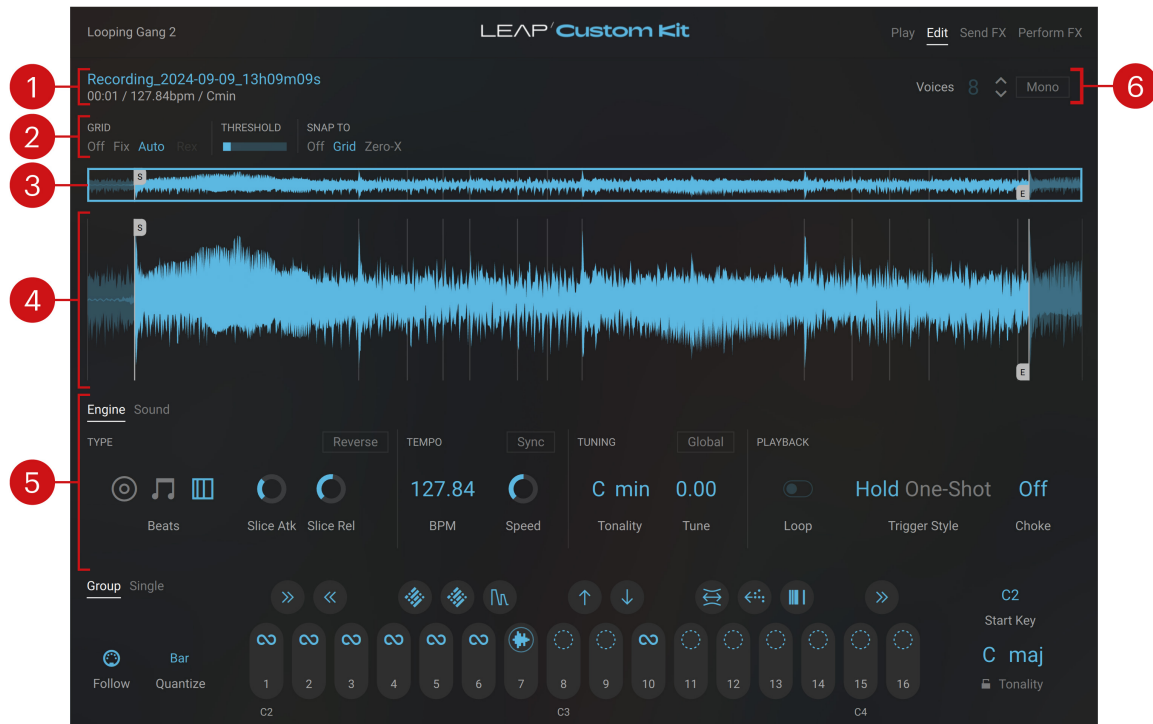 Looping Gang 2
LEAP Custom Kit
Play Edit Send FX Perform FX
1
Recording_2024-09-09_13h09m09s
00:01 / 127.84bpm / Cmin
Voices 8 Mono
6
2
GRID THRESHOLD SNAP TO
Off Fix Auto Rex Off Grid Zero-X
3
S
E
4
S
E
5
Engine Sound
TYPE Reverse TEMPO Sync TUNING Global PLAYBACK
127.84 C min 0.00 Hold One-Shot Off
Beats Slice Atk Slice Rel BPM Speed Tonality Tune Loop Trigger Style Choke
Group Single
C2
Start Key
Bar
C maj
Follow Quantize
1 2 3 4 5 6 7 8 9 10 11 12 13 14 15 16
Tonality
C2 C3 C4